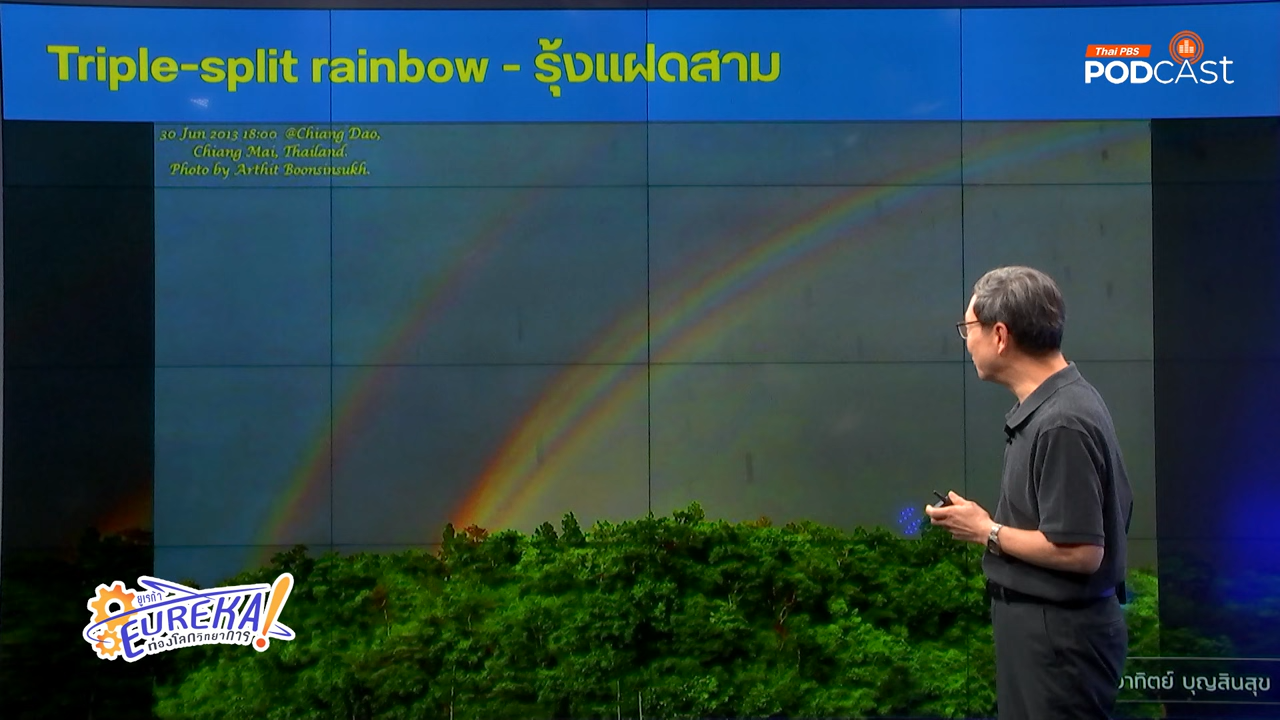 Triple-split rainbow - รุ้งแฝดสาม
Thai PBS
PODCAST
30 Jun 2013 18:00 @Chiang Dao,
Chiang Mai, Thailand.
Photo by Arthit Boonsinsukh.
ยูเรก้า
EUREKA!
ท่องโลกวิทยาการ
บุญสินสุข